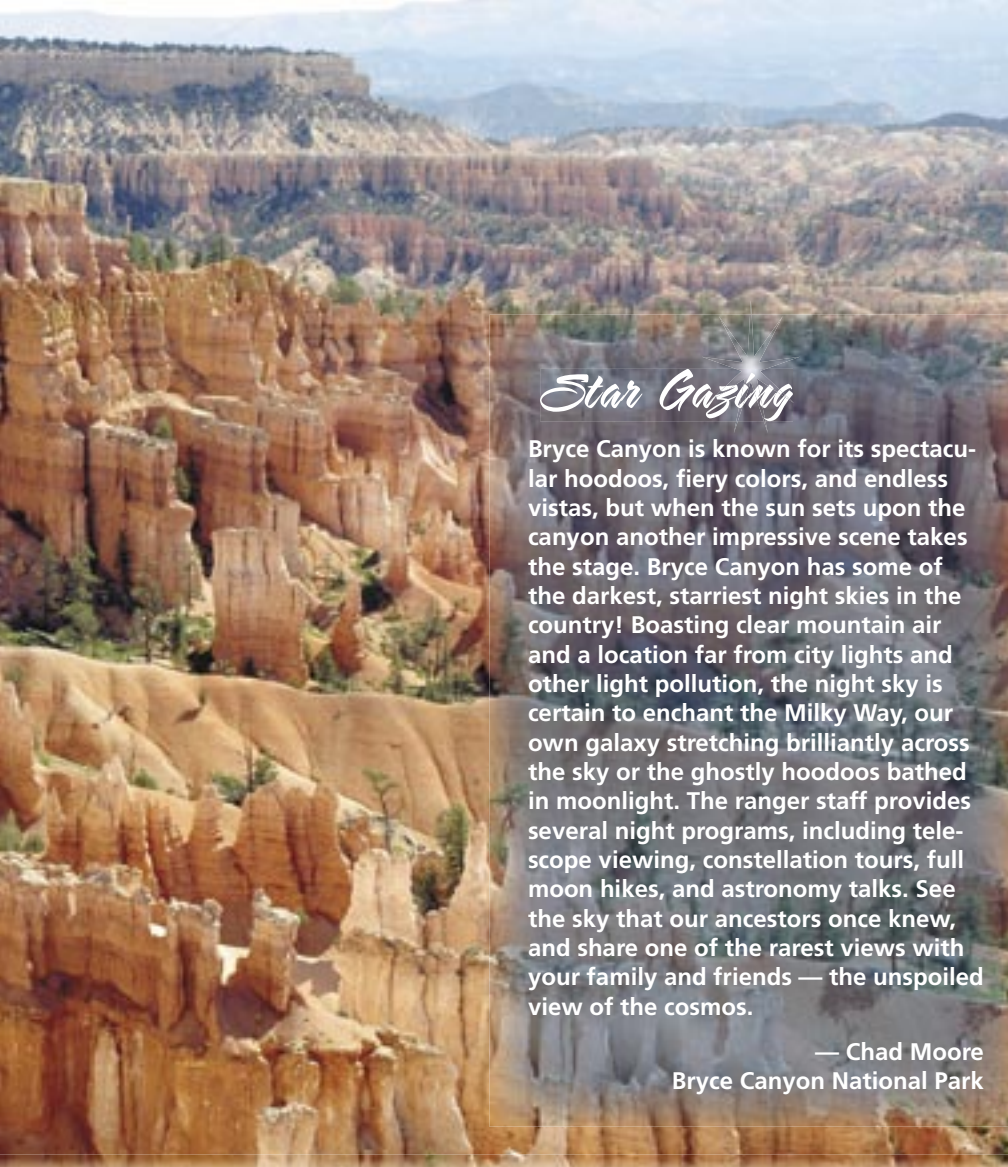 Star Gazing
Bryce Canyon is known for its spectacu-
lar hoodoos, fiery colors, and endless
vistas, but when the sun sets upon the
canyon another impressive scene takes
the stage. Bryce Canyon has some of
the darkest, starriest night skies in the
country! Boasting clear mountain air
and a location far from city lights and
other light pollution, the night sky is
certain to enchant the Milky Way, our
own galaxy stretching brilliantly across
the sky or the ghostly hoodoos bathed
in moonlight. The ranger staff provides
several night programs, including tele-
scope viewing, constellation tours, full
moon hikes, and astronomy talks. See
the sky that our ancestors once knew,
and share one of the rarest views with
your family and friends — the unspoiled
view of the cosmos.
— Chad Moore
Bryce Canyon National Park